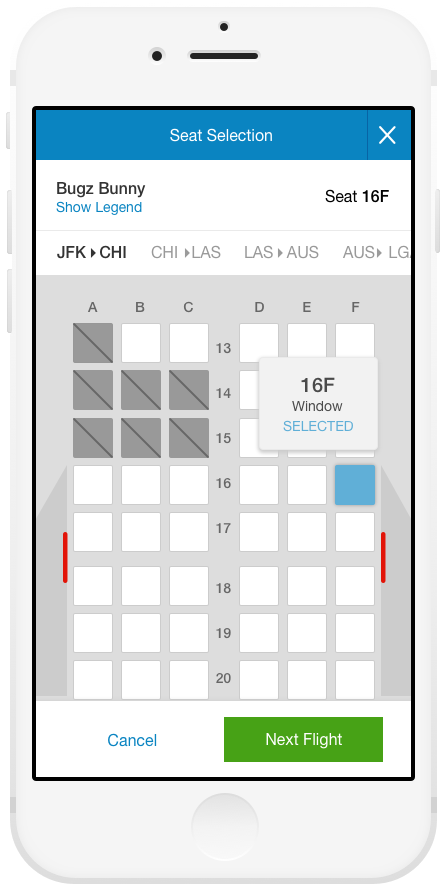 Seat Selection
Bugz Bunny
Show Legend
Seat 16F
JFK CHI CHI LAS LAS AUS AUS LG
A B C D E F
13
14
16F
Window
SELECTED
15
16
17
18
19
20
Cancel
Next Flight